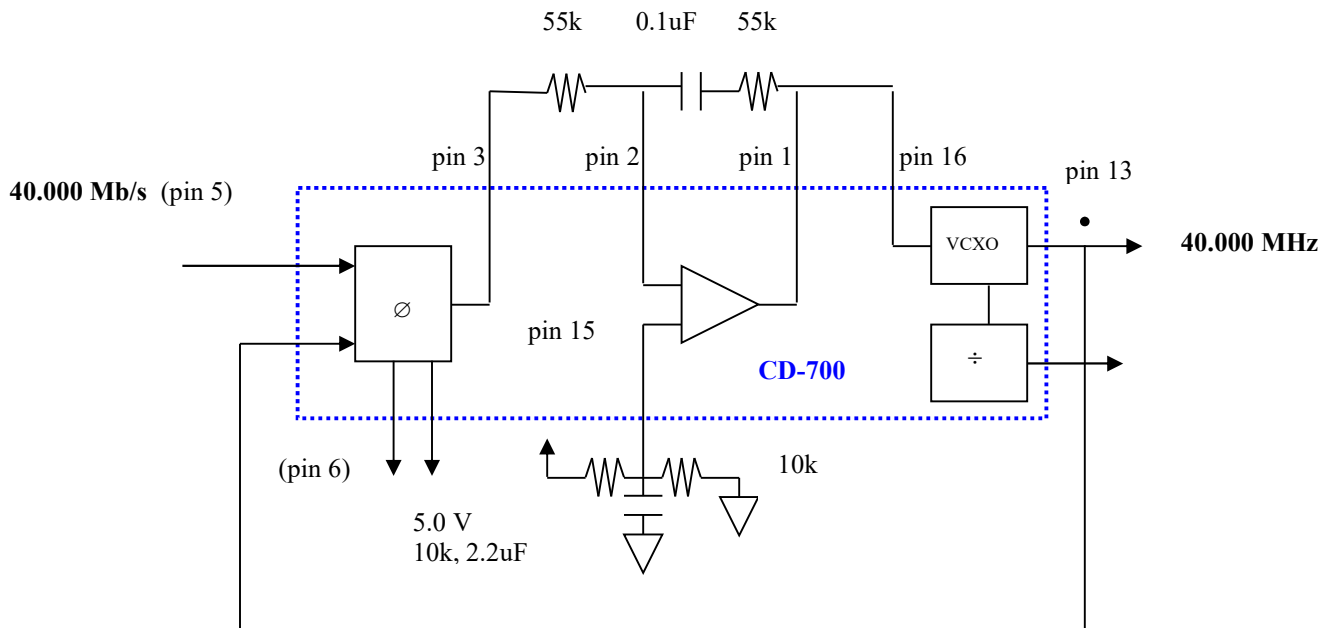 55k 0.1uF 55k
pin 3 pin 2 pin 1 pin 16
pin 13
40.000 Mb/s (pin 5)
VCXO
40.000 MHz
∅
pin 15
÷
CD-700
(pin 6)
10k
5.0 V
10k, 2.2uF